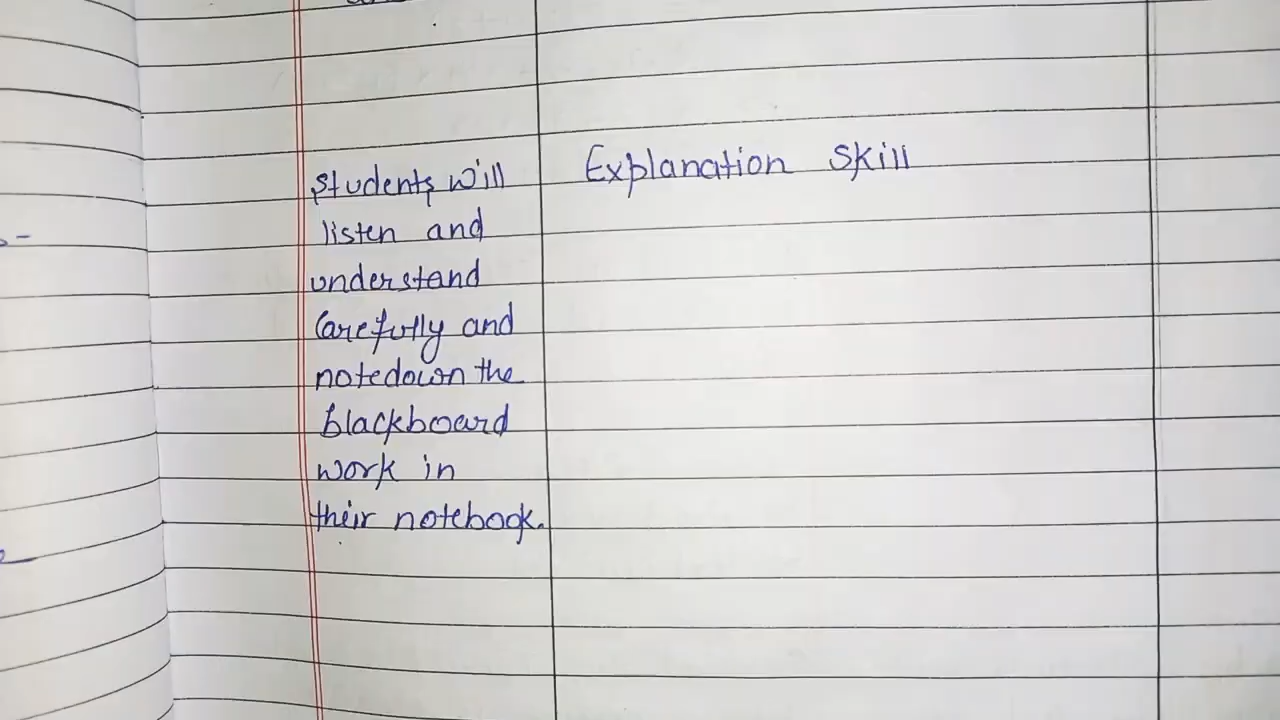 Students will
listen and
understand
Carefully and
notedown the
blackboard
work in
their notebook.
Explanation Skill